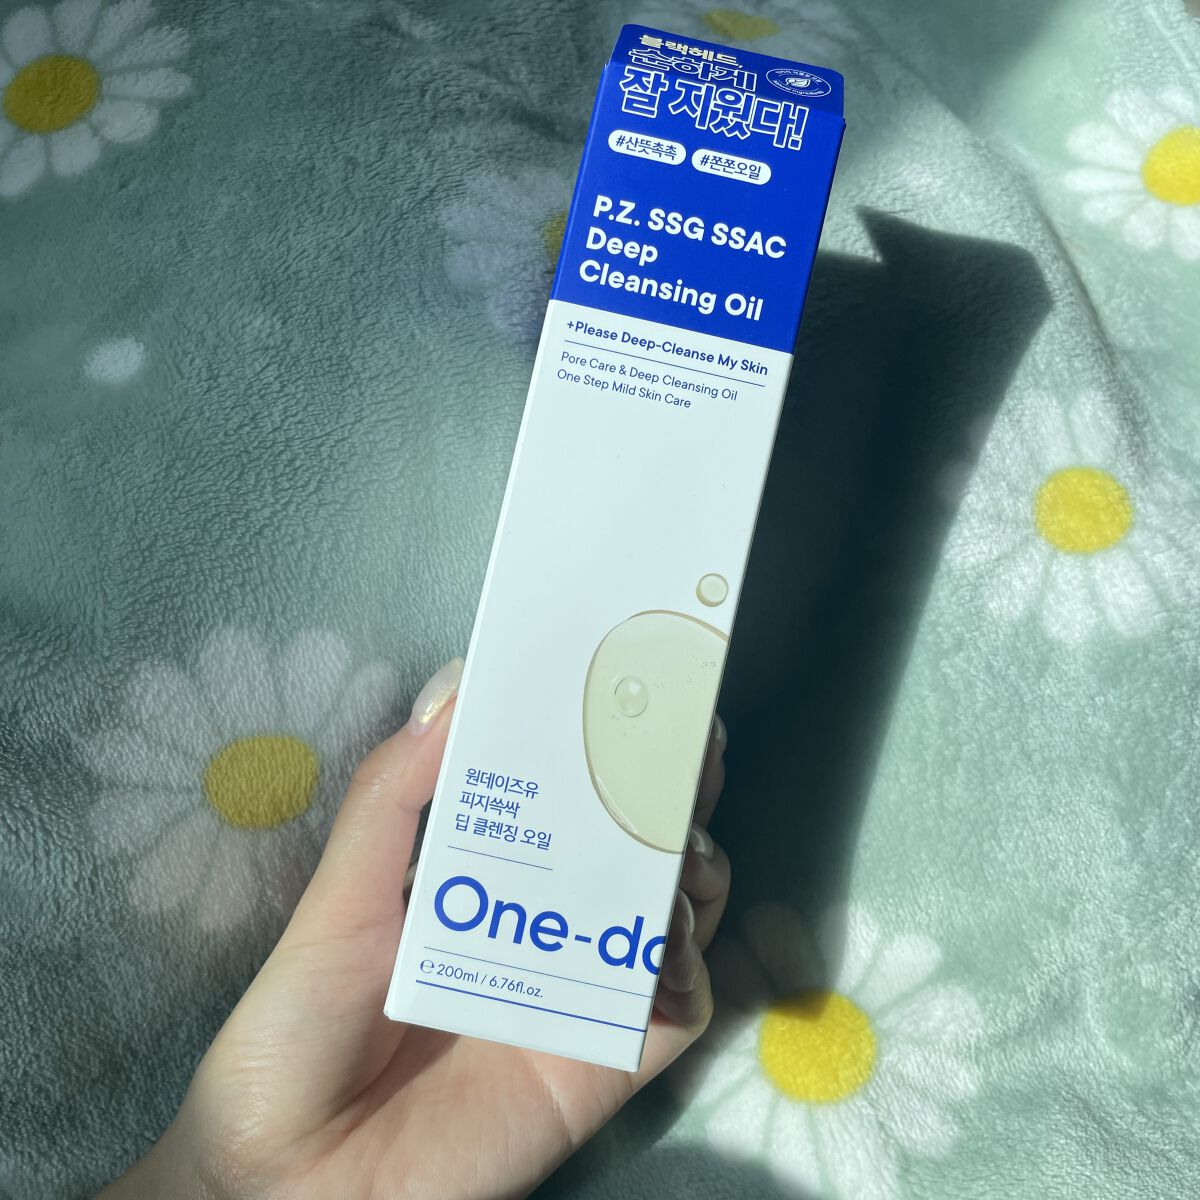 블랙헤드,
순하게
잘 지웠다!
#산뜻촉촉 #쫀쫀오일
P.Z. SSG SSAC
Deep
Cleansing Oil
+Please Deep-Cleanse My Skin
Pore Care & Deep Cleansing Oil
One Step Mild Skin Care
원데이즈유
피지쓱싹
딥 클렌징 오일
One-da
℮ 200ml / 6.76fl.oz.